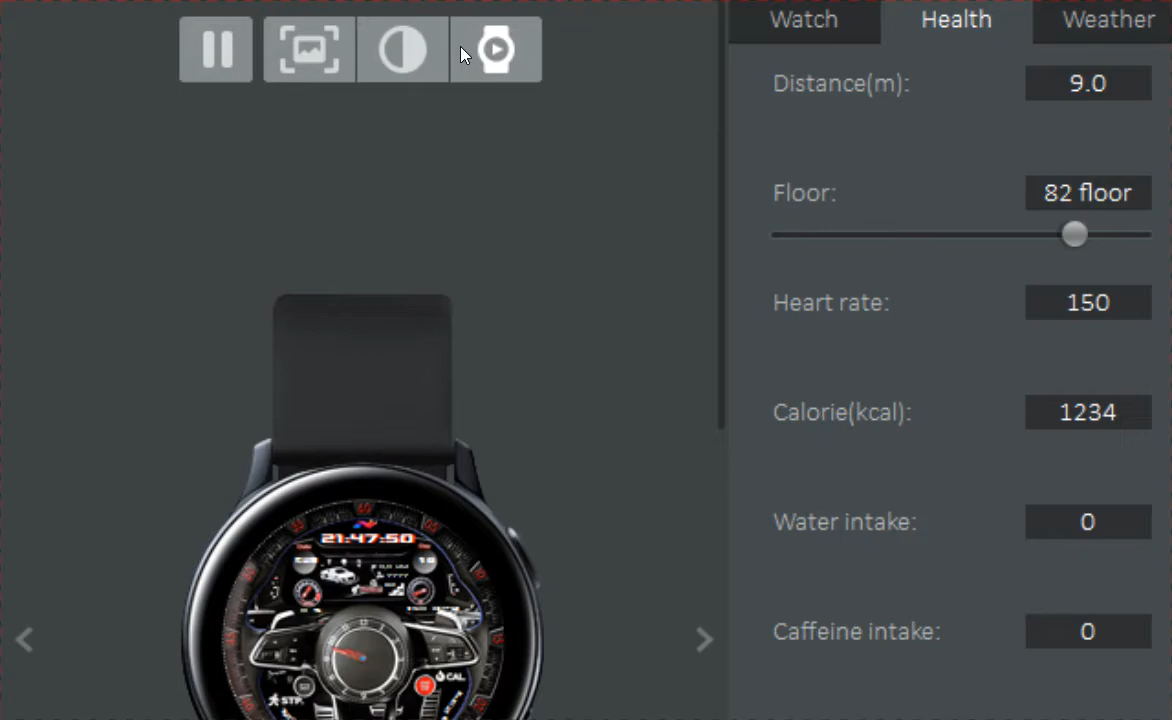 Watch Health Weather
Distance(m): 9.0
Floor: 82 floor
Heart rate: 150
Calorie(kcal): 1234
Water intake: 0
Caffeine intake: 0
21:47:50
CAL
STP